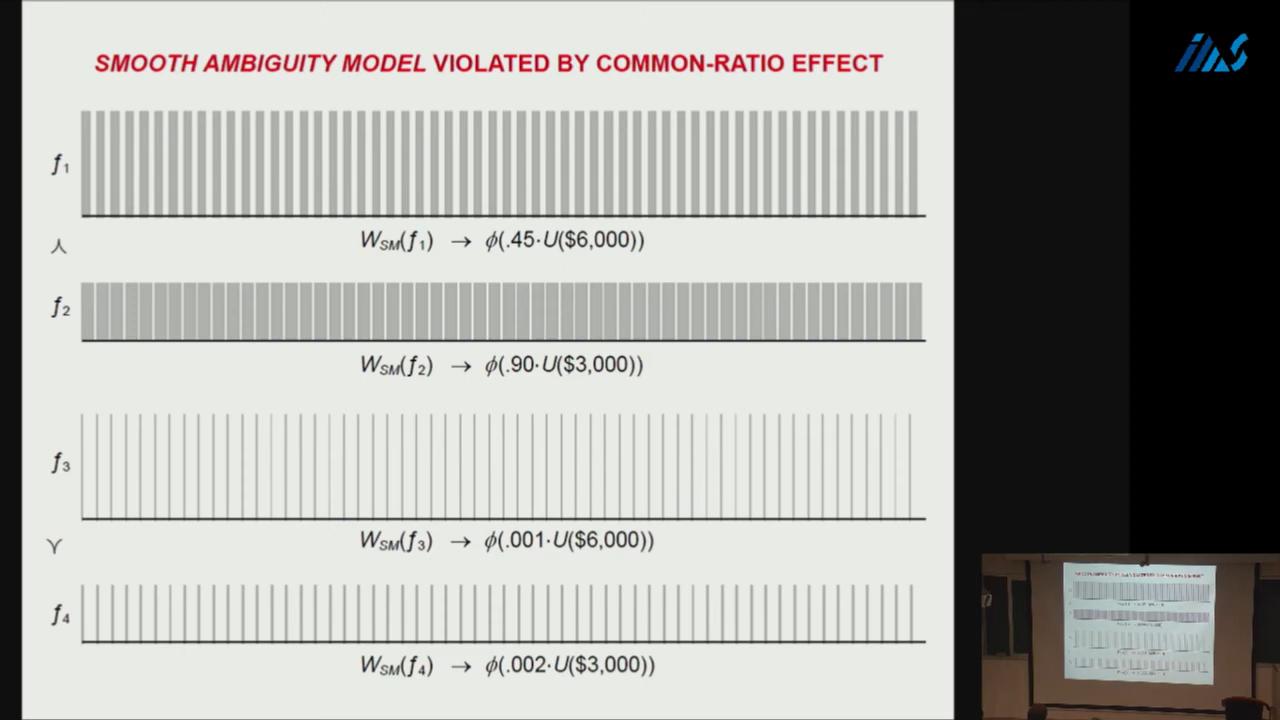 SMOOTH AMBIGUITY MODEL VIOLATED BY COMMON-RATIO EFFECT
IAS
f₁
W_SM(f₁) → ϕ(.45·U($6,000))
⋏
f₂
W_SM(f₂) → ϕ(.90·U($3,000))
f₃
W_SM(f₃) → ϕ(.001·U($6,000))
⋎
f₄
W_SM(f₄) → ϕ(.002·U($3,000))